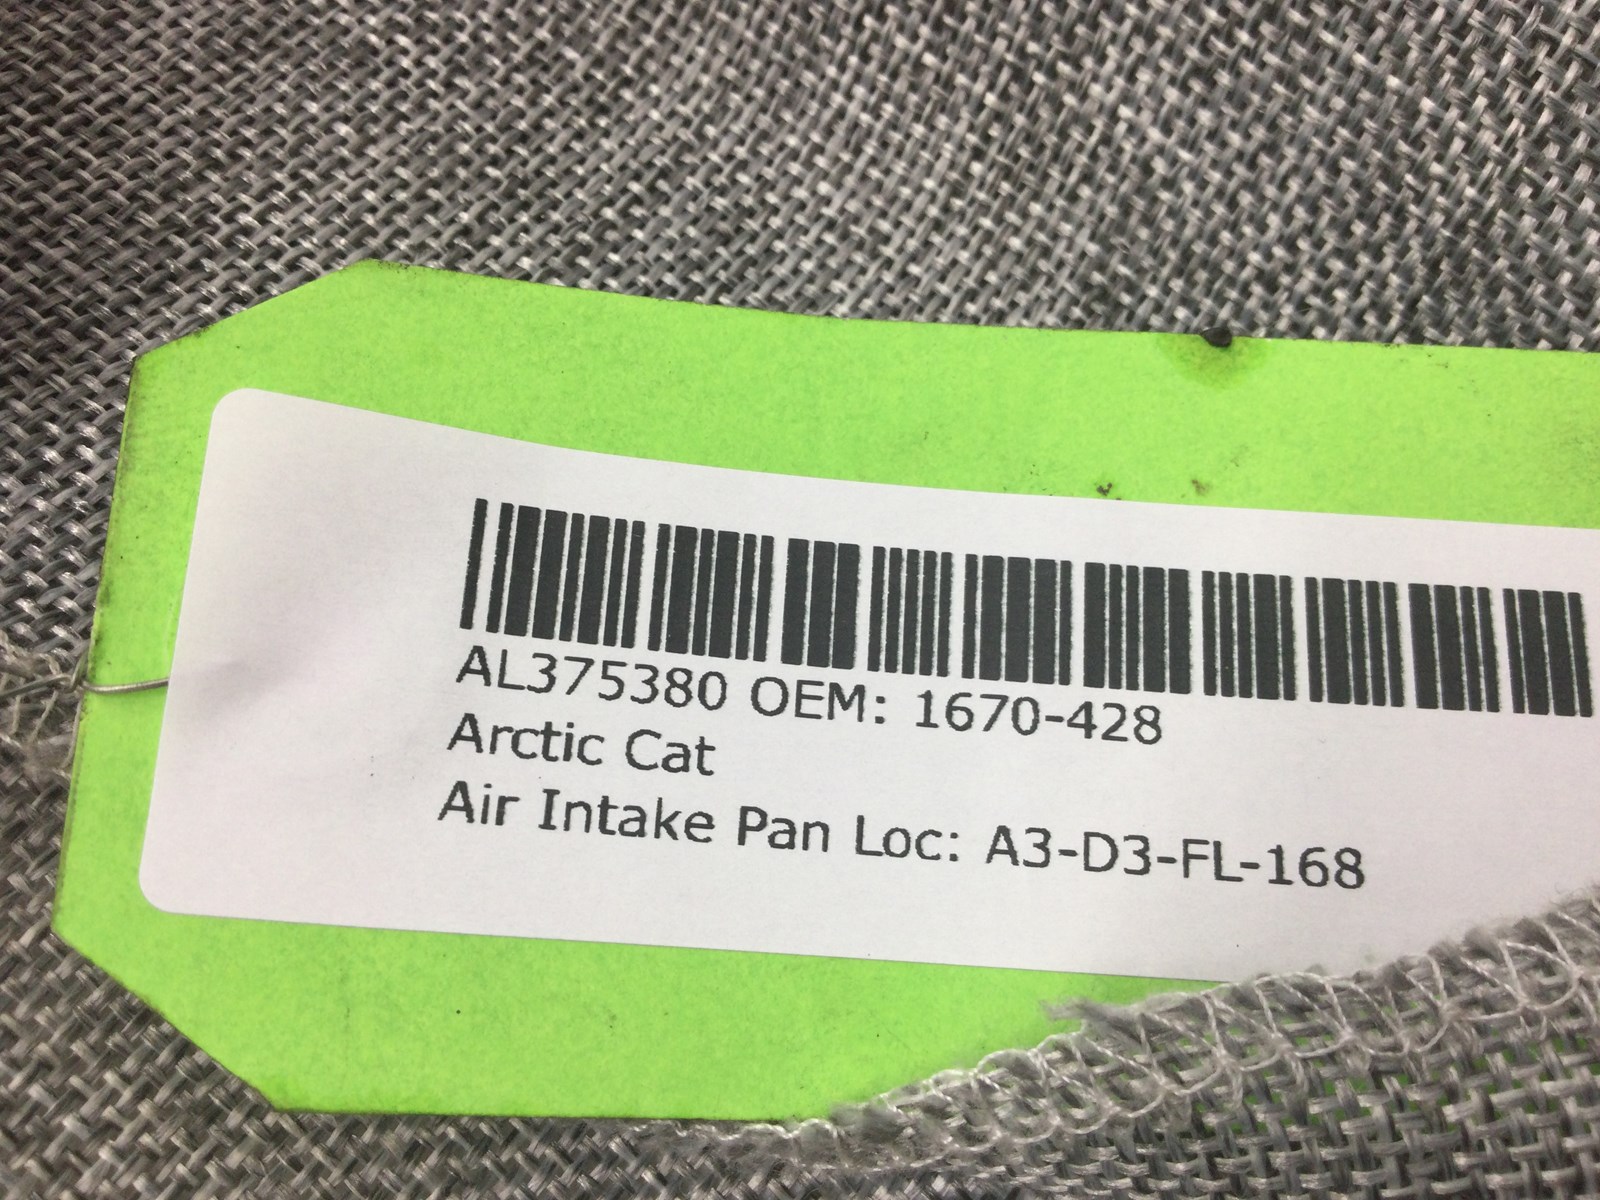 AL375380 OEM: 1670-428
Arctic Cat
Air Intake Pan Loc: A3-D3-FL-168